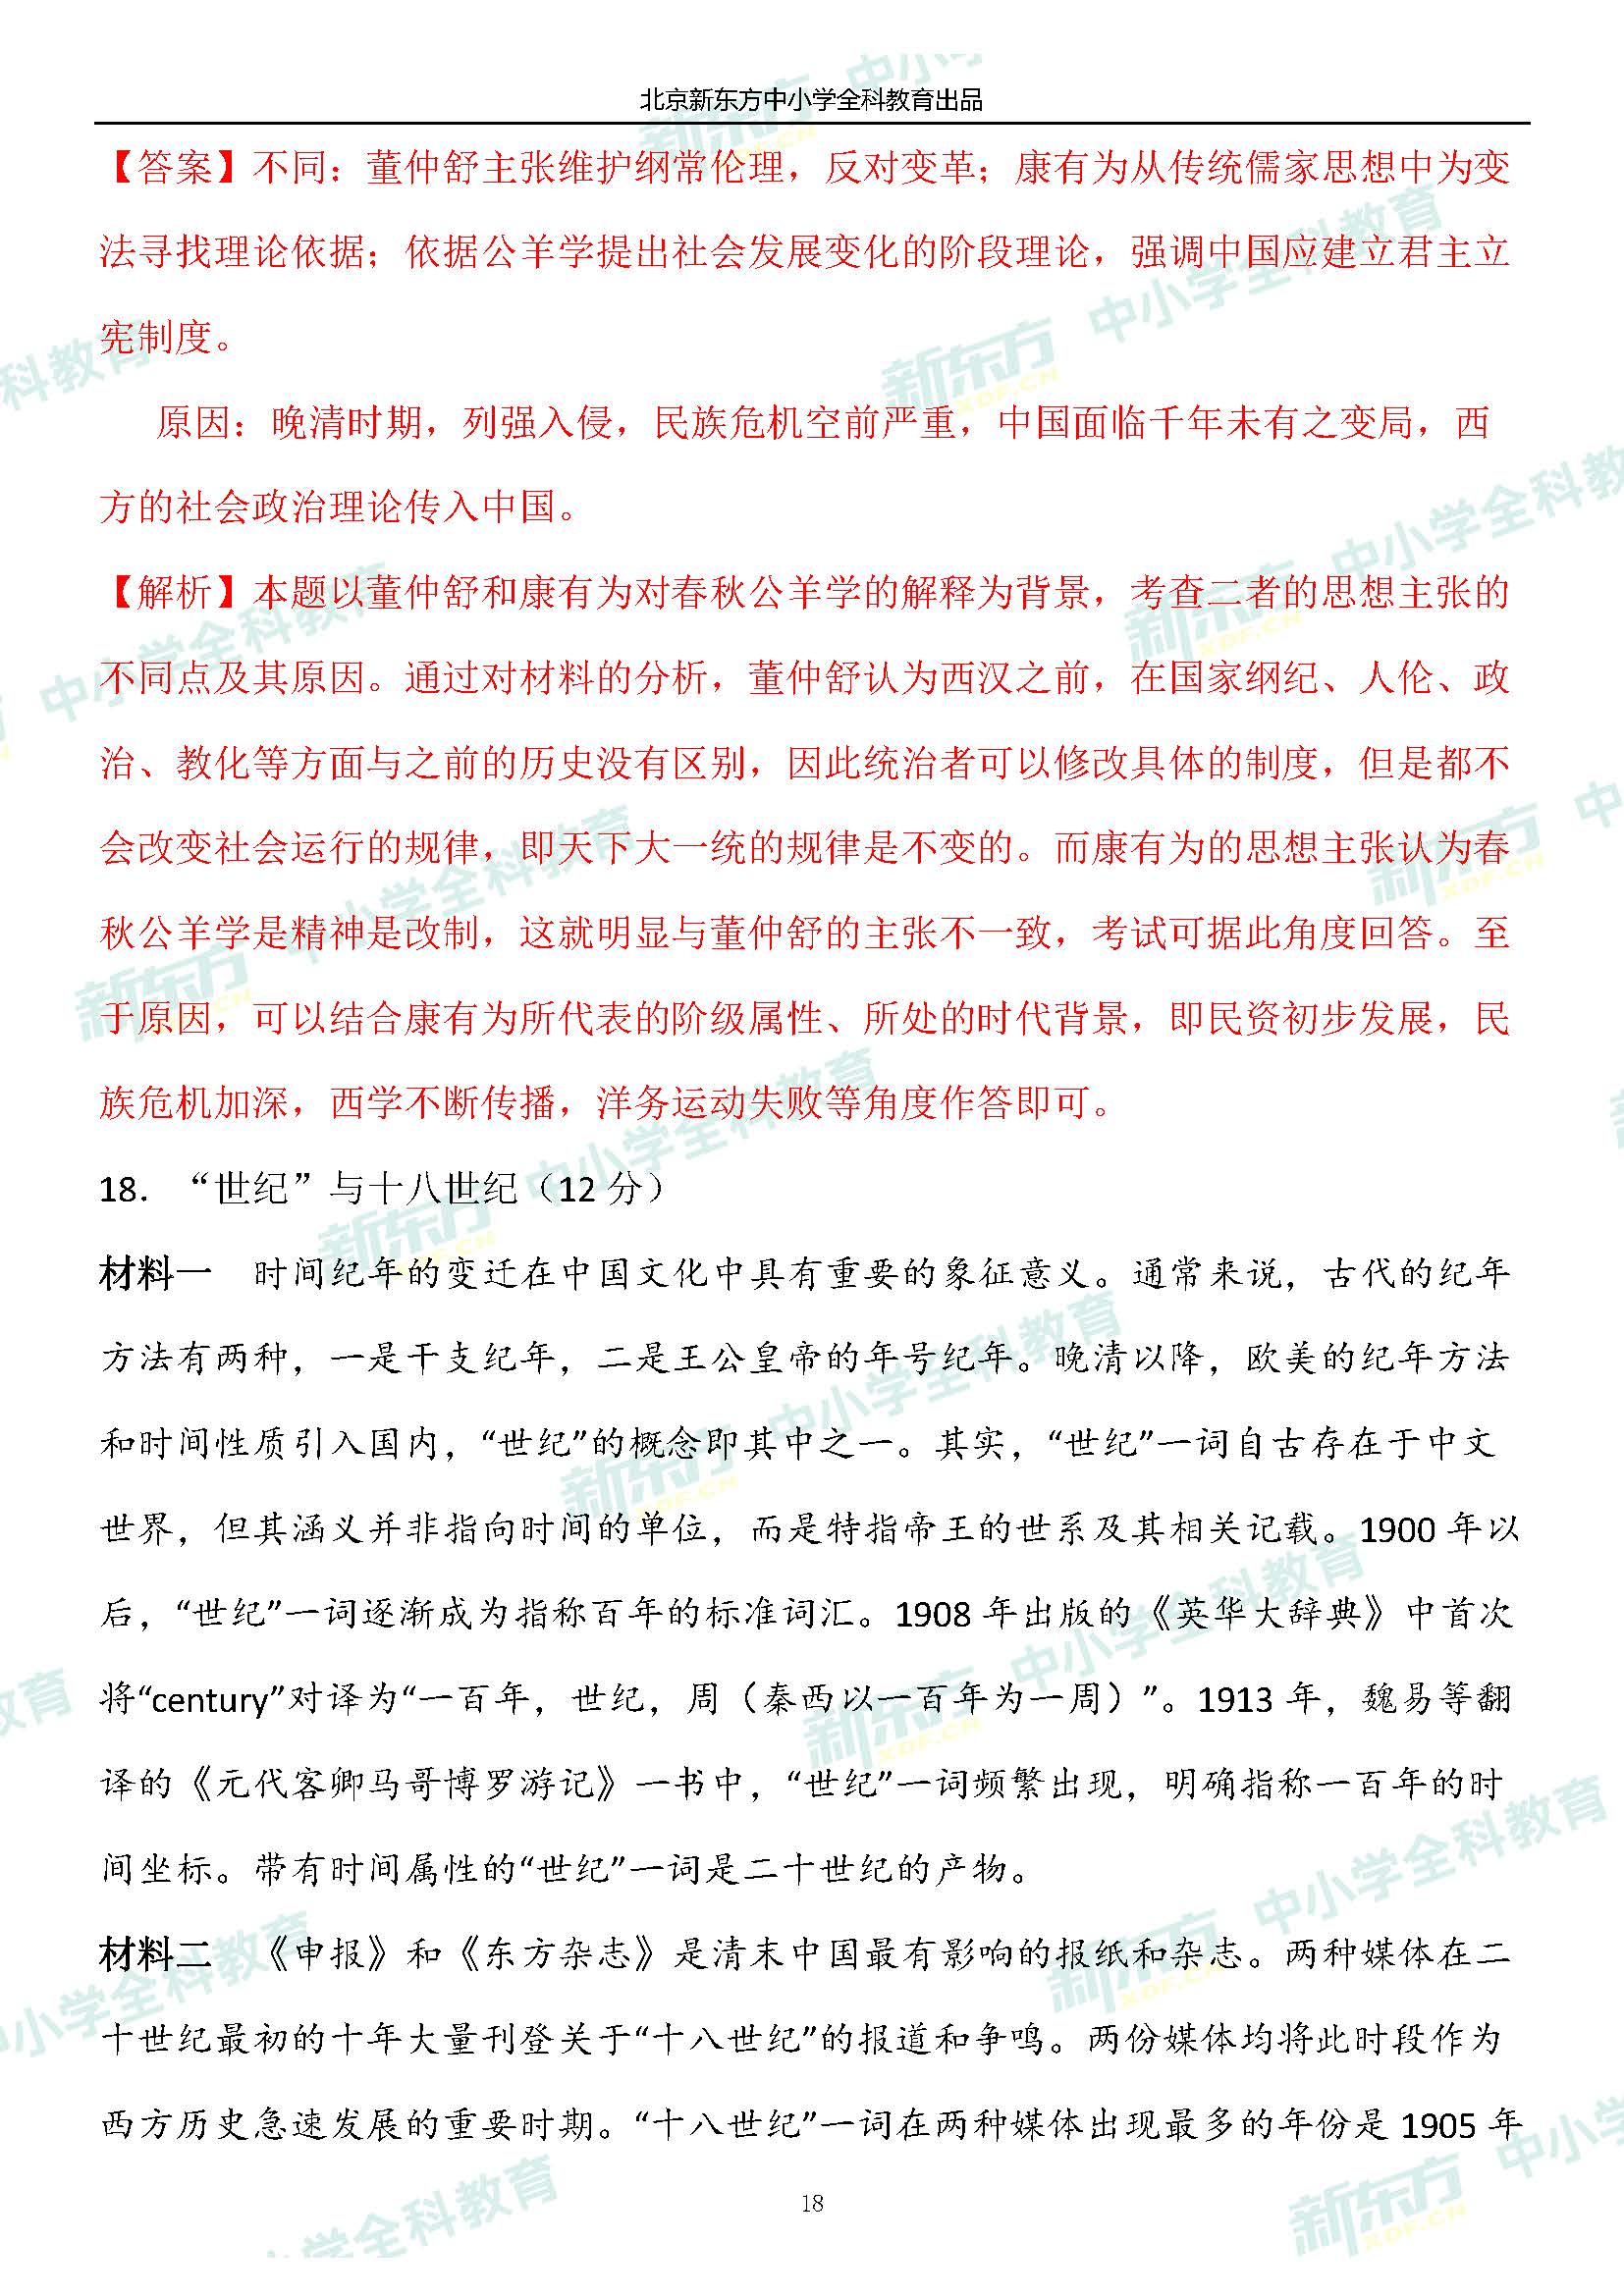 北京新东方中小学全科教育出品
【答案】不同：董仲舒主张维护纲常伦理，反对变革；康有为从传统儒家思想中为变
法寻找理论依据；依据公羊学提出社会发展变化的阶段理论，强调中国应建立君主立
宪制度。
原因：晚清时期，列强入侵，民族危机空前严重，中国面临千年未有之变局，西
方的社会政治理论传入中国。
【解析】本题以董仲舒和康有为对春秋公羊学的解释为背景，考查二者的思想主张的
不同点及其原因。通过对材料的分析，董仲舒认为西汉之前，在国家纲纪、人伦、政
治、教化等方面与之前的历史没有区别，因此统治者可以修改具体的制度，但是都不
会改变社会运行的规律，即天下大一统的规律是不变的。而康有为的思想主张认为春
秋公羊学是精神是改制，这就明显与董仲舒的主张不一致，考试可据此角度回答。至
于原因，可以结合康有为所代表的阶级属性、所处的时代背景，即民资初步发展，民
族危机加深，西学不断传播，洋务运动失败等角度作答即可。
18．“世纪”与十八世纪（12 分）
材料一 时间纪年的变迁在中国文化中具有重要的象征意义。通常来说，古代的纪年
方法有两种，一是干支纪年，二是王公皇帝的年号纪年。晚清以降，欧美的纪年方法
和时间性质引入国内，“世纪”的概念即其中之一。其实，“世纪”一词自古存在于中文
世界，但其涵义并非指向时间的单位，而是特指帝王的世系及其相关记载。1900 年以
后，“世纪”一词逐渐成为指称百年的标准词汇。1908 年出版的《英华大辞典》中首次
将“century”对译为“一百年，世纪，周（秦西以一百年为一周）”。1913 年，魏易等翻
译的《元代客卿马哥博罗游记》一书中，“世纪”一词频繁出现，明确指称一百年的时
间坐标。带有时间属性的“世纪”一词是二十世纪的产物。
材料二 《申报》和《东方杂志》是清末中国最有影响的报纸和杂志。两种媒体在二
十世纪最初的十年大量刊登关于“十八世纪”的报道和争鸣。两份媒体均将此时段作为
西方历史急速发展的重要时期。“十八世纪”一词在两种媒体出现最多的年份是 1905 年
18